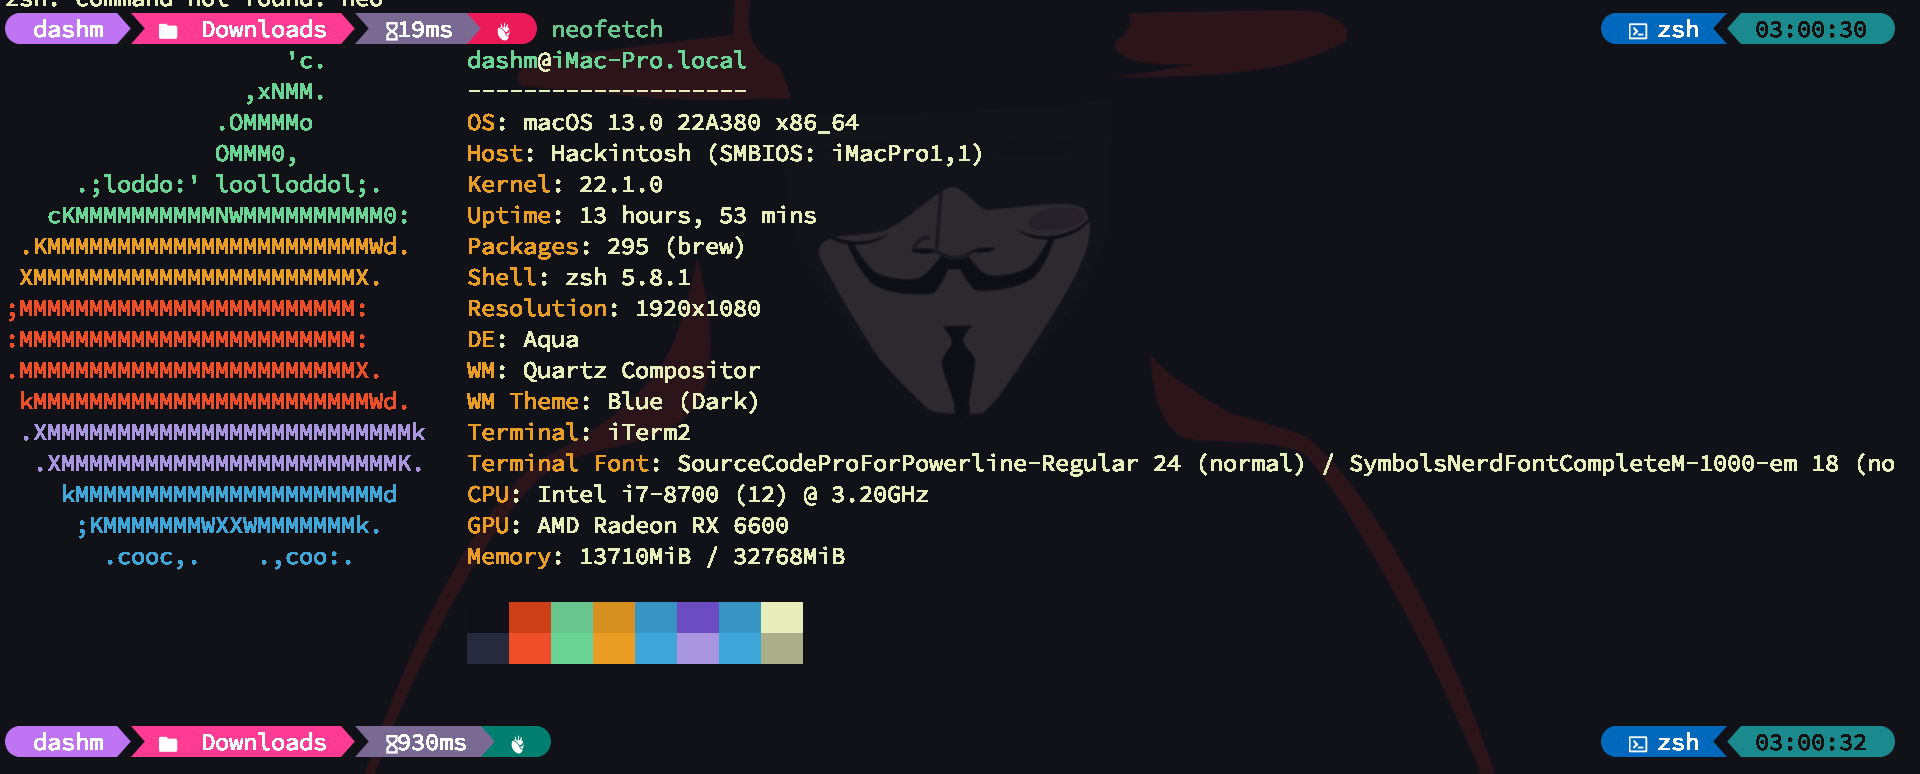 zsh: command not found: neo
dashm Downloads 19ms neofetch zsh 03:00:30
'c. dashm@iMac-Pro.local
,xNMM. --------------------
.OMMMMo OS: macOS 13.0 22A380 x86_64
OMMM0, Host: Hackintosh (SMBIOS: iMacPro1,1)
.;loddo:' loolloddol;. Kernel: 22.1.0
cKMMMMMMMMMMNWMMMMMMMMMM0: Uptime: 13 hours, 53 mins
.KMMMMMMMMMMMMMMMMMMMMMMMWd. Packages: 295 (brew)
XMMMMMMMMMMMMMMMMMMMMMMMX. Shell: zsh 5.8.1
;MMMMMMMMMMMMMMMMMMMMMMMM: Resolution: 1920x1080
:MMMMMMMMMMMMMMMMMMMMMMMM: DE: Aqua
.MMMMMMMMMMMMMMMMMMMMMMMMX. WM: Quartz Compositor
kMMMMMMMMMMMMMMMMMMMMMMMMWd. WM Theme: Blue (Dark)
.XMMMMMMMMMMMMMMMMMMMMMMMMMMk Terminal: iTerm2
.XMMMMMMMMMMMMMMMMMMMMMMMMK. Terminal Font: SourceCodeProForPowerline-Regular 24 (normal) / SymbolsNerdFontCompleteM-1000-em 18 (no
kMMMMMMMMMMMMMMMMMMMMMMd CPU: Intel i7-8700 (12) @ 3.20GHz
;KMMMMMMMWXXWMMMMMMMk. GPU: AMD Radeon RX 6600
.cooc,. .,coo:. Memory: 13710MiB / 32768MiB
dashm Downloads 930ms zsh 03:00:32